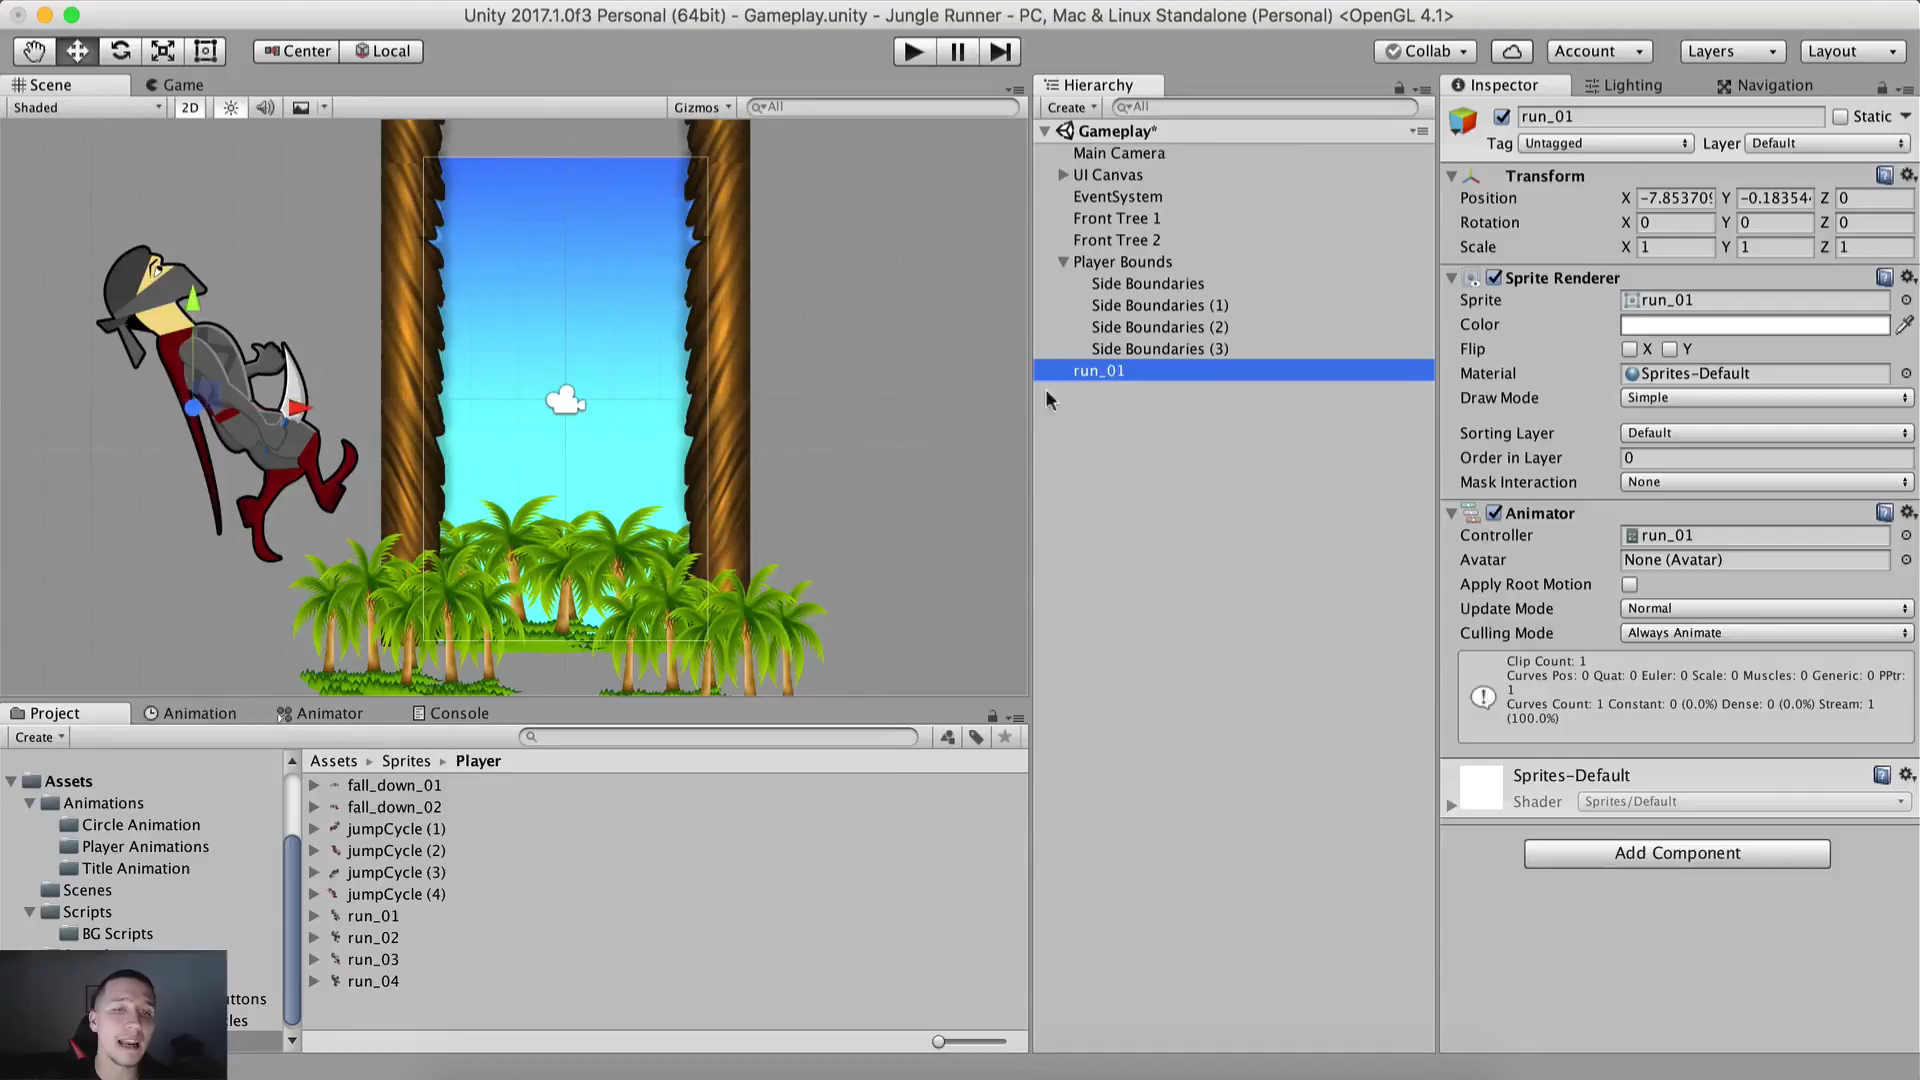 Unity 2017.1.0f3 Personal (64bit) - Gameplay.unity - Jungle Runner - PC, Mac & Linux Standalone (Personal) <OpenGL 4.1>
Center Local Collab Account Layers Layout
Scene Game Hierarchy Inspector Lighting Navigation
Shaded 2D Gizmos All Create All
run_01 Static
Tag Untagged Layer Default
Gameplay*
Main Camera
UI Canvas
EventSystem
Front Tree 1
Front Tree 2
Player Bounds
Side Boundaries
Side Boundaries (1)
Side Boundaries (2)
Side Boundaries (3)
run_01
Transform
Position X -7.853709 Y -0.18354 Z 0
Rotation X 0 Y 0 Z 0
Scale X 1 Y 1 Z 1
Sprite Renderer
Sprite run_01
Color
Flip X Y
Material Sprites-Default
Draw Mode Simple
Sorting Layer Default
Order in Layer 0
Mask Interaction None
Animator
Controller run_01
Avatar None (Avatar)
Apply Root Motion
Update Mode Normal
Culling Mode Always Animate
Clip Count: 1
Curves Pos: 0 Quat: 0 Euler: 0 Scale: 0 Muscles: 0 Generic: 0 PPtr:
1
Curves Count: 1 Constant: 0 (0.0%) Dense: 0 (0.0%) Stream: 1
(100.0%)
Sprites-Default
Shader Sprites/Default
Add Component
Project Animation Animator Console
Create
Assets
Animations
Circle Animation
Player Animations
Title Animation
Scenes
Scripts
BG Scripts
uttons
les
Assets Sprites Player
fall_down_01
fall_down_02
jumpCycle (1)
jumpCycle (2)
jumpCycle (3)
jumpCycle (4)
run_01
run_02
run_03
run_04